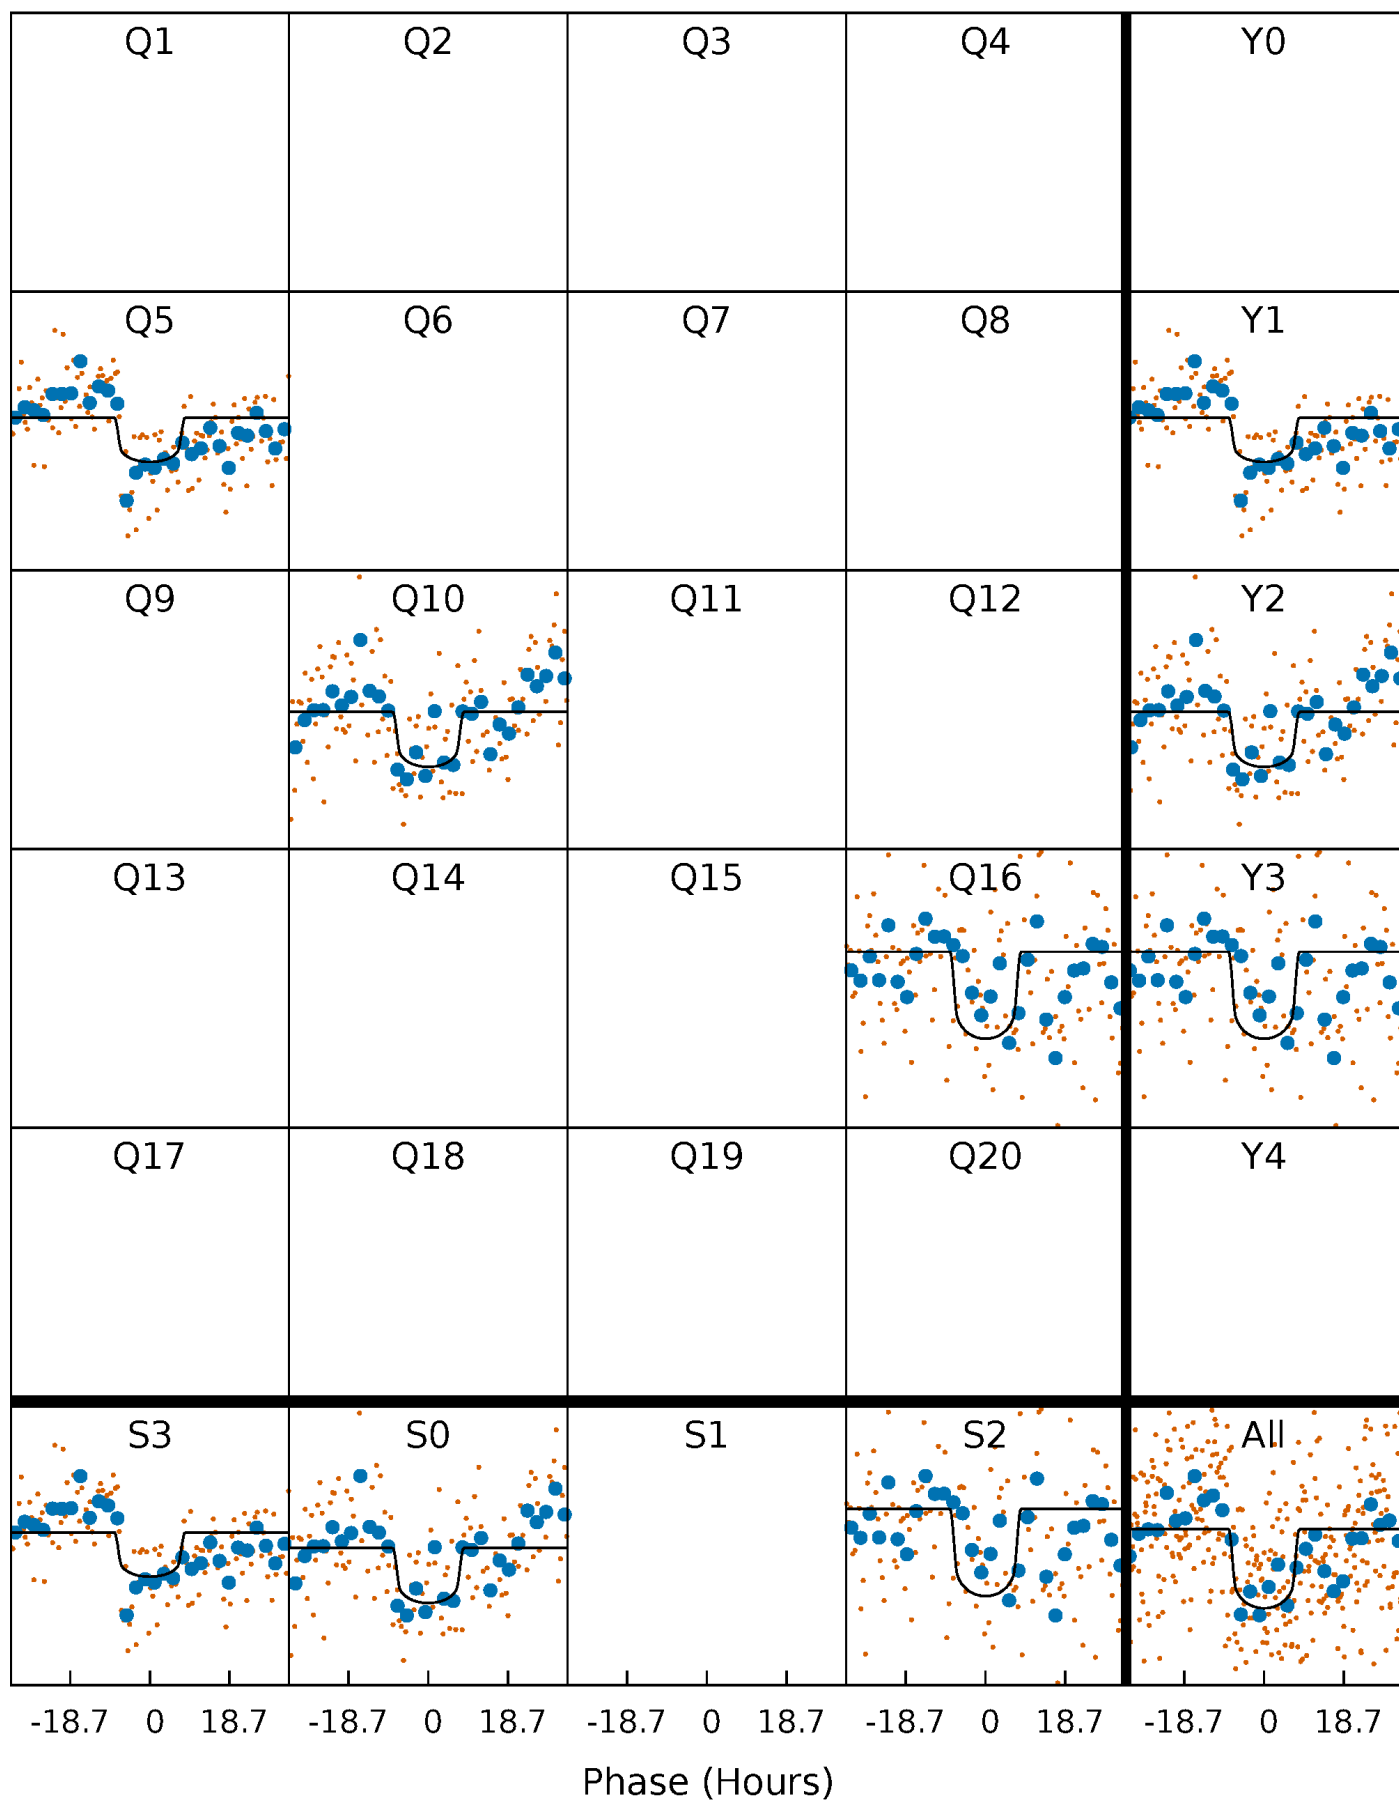 Q1 Q2 Q3 Q4 Y0
Q5 Q6 Q7 Q8 Y1
Q9 Q10 Q11 Q12 Y2
Q13 Q14 Q15 Q16 Y3
Q17 Q18 Q19 Q20 Y4
S3 S0 S1 S2 All
-18.7 0 18.7 -18.7 0 18.7 -18.7 0 18.7 -18.7 0 18.7 -18.7 0 18.7
Phase (Hours)